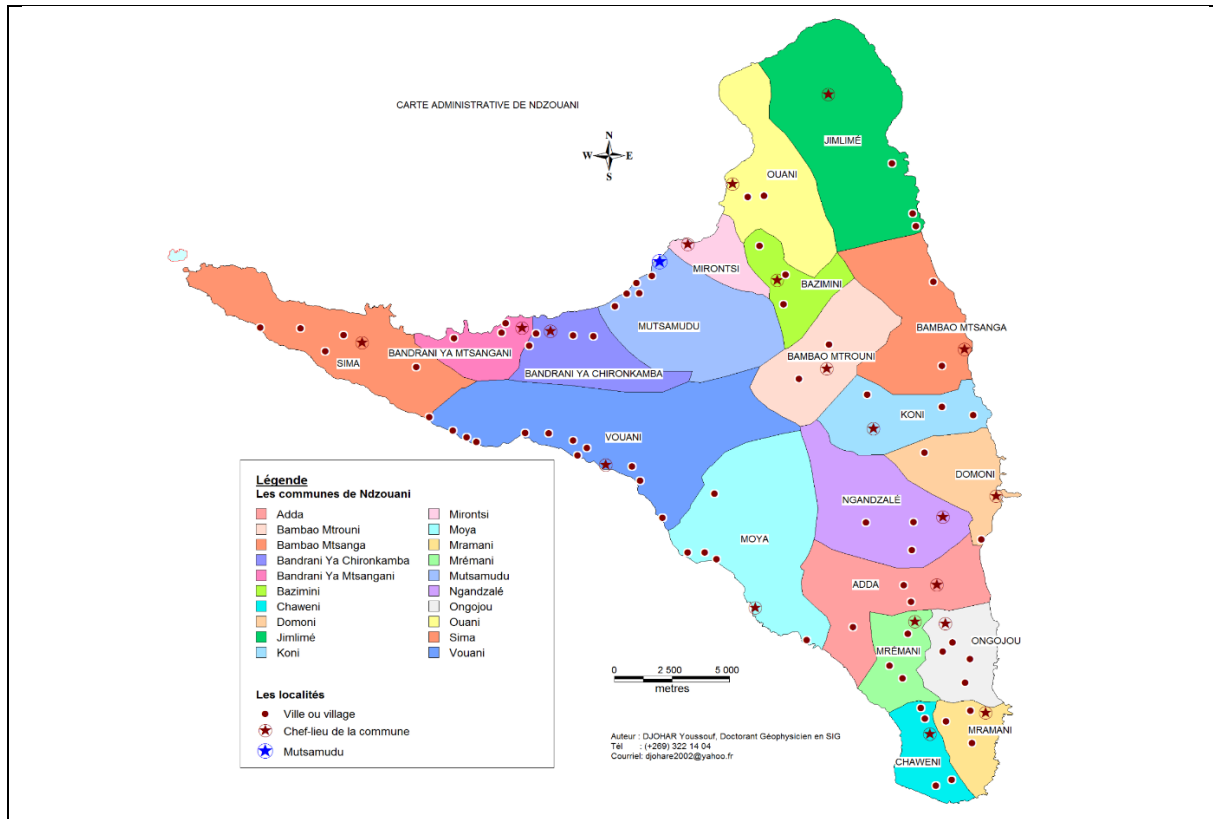 CARTE ADMINISTRATIVE DE NDZOUANI
N
W E
S
JIMLIMÉ
OUANI
MIRONTSI
BAZIMINI
MUTSAMUDU
BAMBAO MTSANGA
BANDRANI YA MTSANGANI
BAMBAO MTROUNI
SIMA
BANDRANI YA CHIRONKAMBA
KONI
VOUANI
DOMONI
NGANDZALÉ
MOYA
ADDA
ONGOJOU
MRÉMANI
MRAMANI
CHAWENI
Légende
Les communes de Ndzouani
Adda
Bambao Mtrouni
Bambao Mtsanga
Bandrani Ya Chironkamba
Bandrani Ya Mtsangani
Bazimini
Chaweni
Domoni
Jimlimé
Koni
Mirontsi
Moya
Mramani
Mrémani
Mutsamudu
Ngandzalé
Ongojou
Ouani
Sima
Vouani
Les localités
Ville ou village
Chef-lieu de la commune
Mutsamudu
0 2 500 5 000
metres
Auteur : DJOHAR Youssouf, Doctorant Géophysicien en SIG
Tél : (+269) 322 14 04
Courriel: djohare2002@yahoo.fr